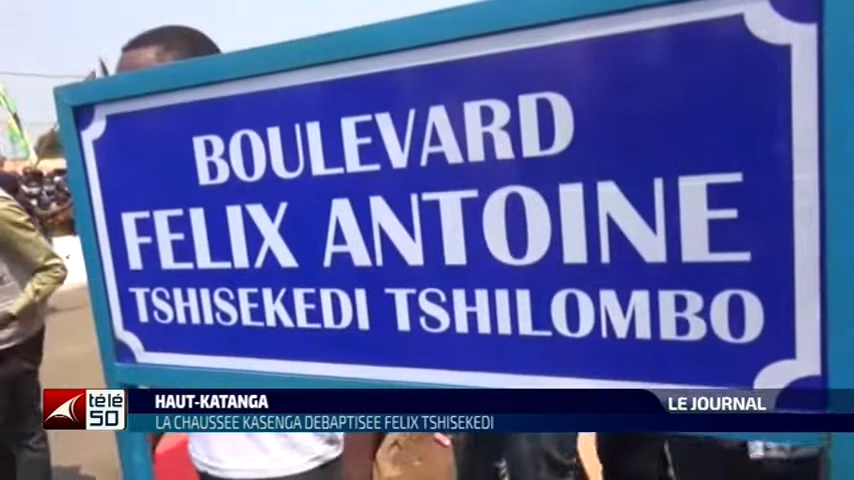 BOULEVARD
FELIX ANTOINE
TSHISEKEDI TSHILOMBO
télé
50
HAUT-KATANGA
LE JOURNAL
LA CHAUSSEE KASENGA DEBAPTISEE FELIX TSHISEKEDI